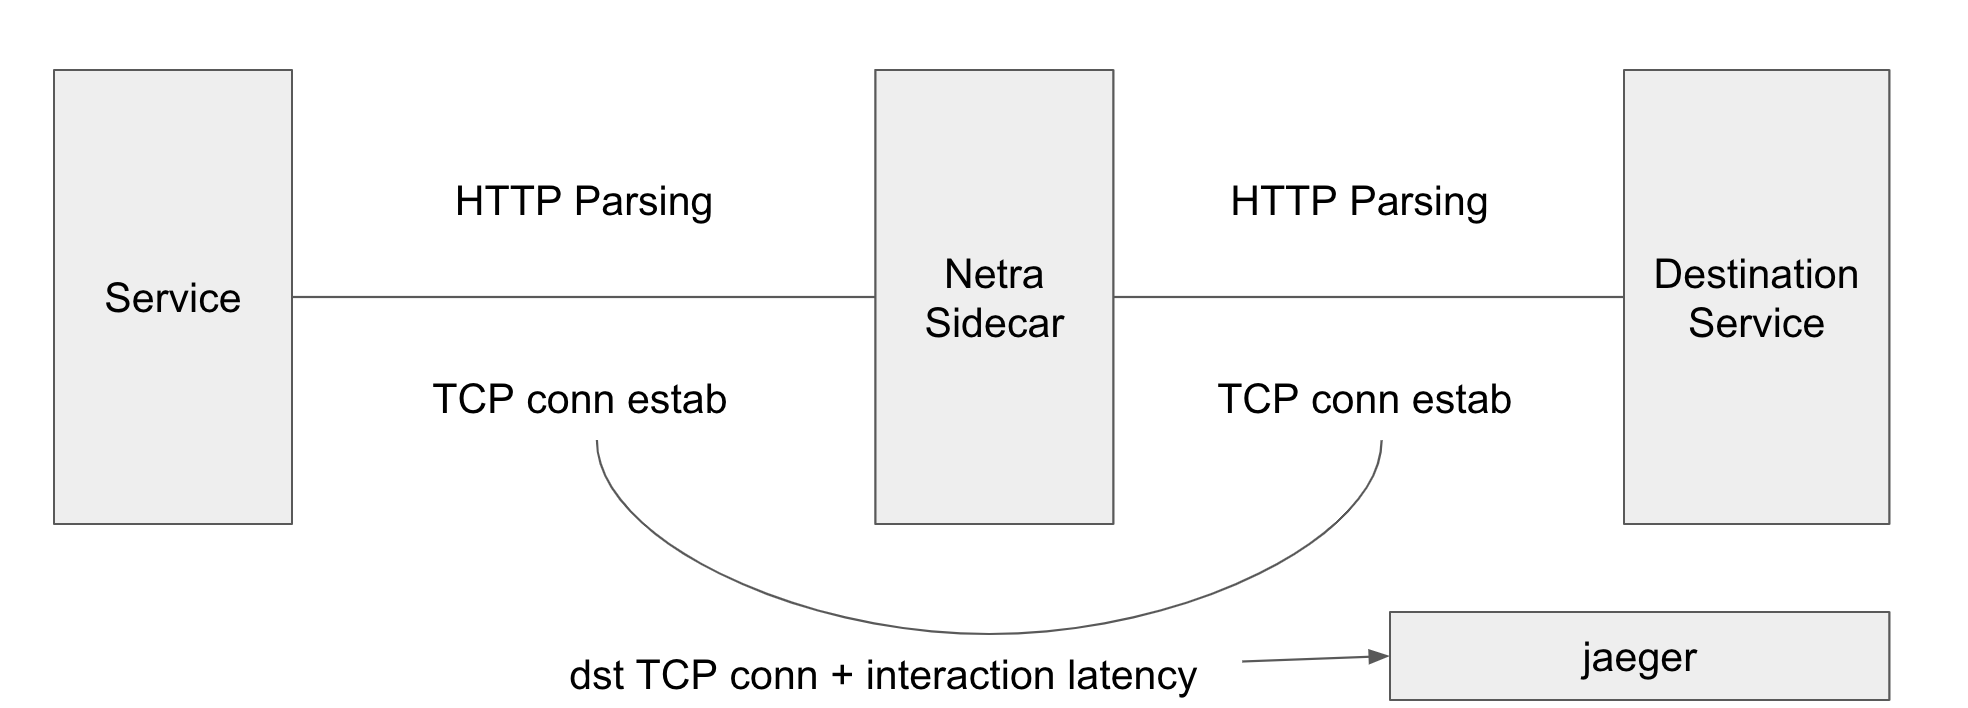 HTTP Parsing
HTTP Parsing
Service
Netra
Sidecar
Destination
Service
TCP conn estab
TCP conn estab
dst TCP conn + interaction latency
jaeger